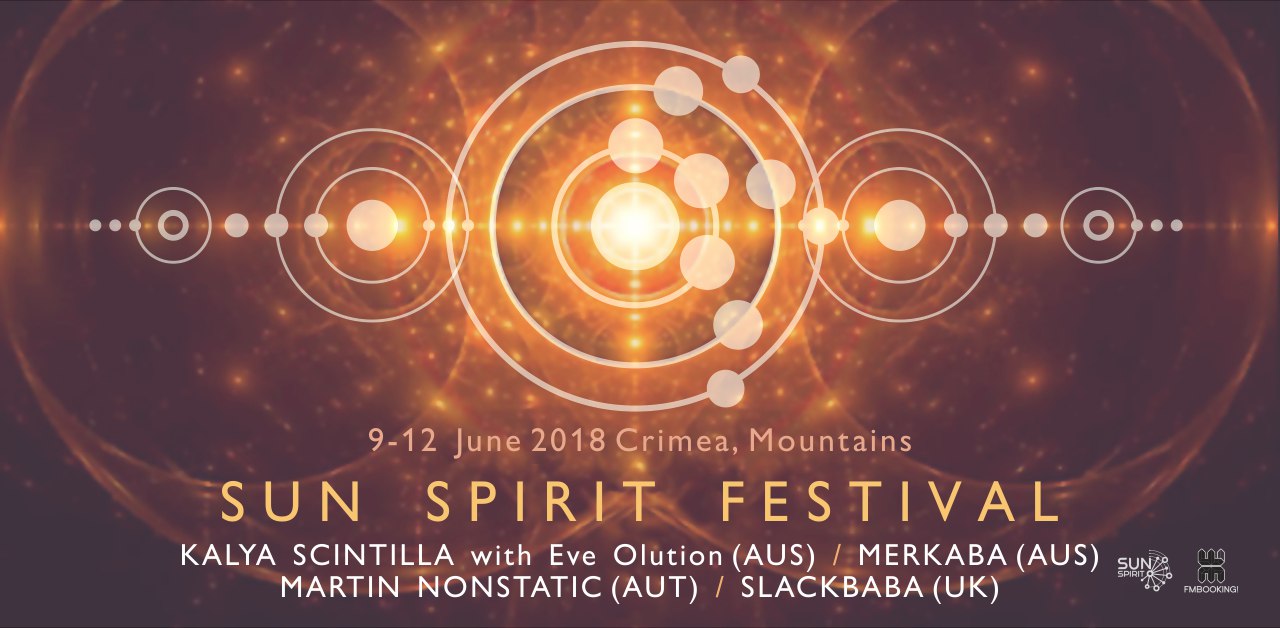 9-12 June 2018 Crimea, Mountains
SUN SPIRIT FESTIVAL
KALYA SCINTILLA with Eve Olution (AUS) / MERKABA (AUS)
MARTIN NONSTATIC (AUT) / SLACKBABA (UK)
SUN
SPIRIT
FMBOOKING!